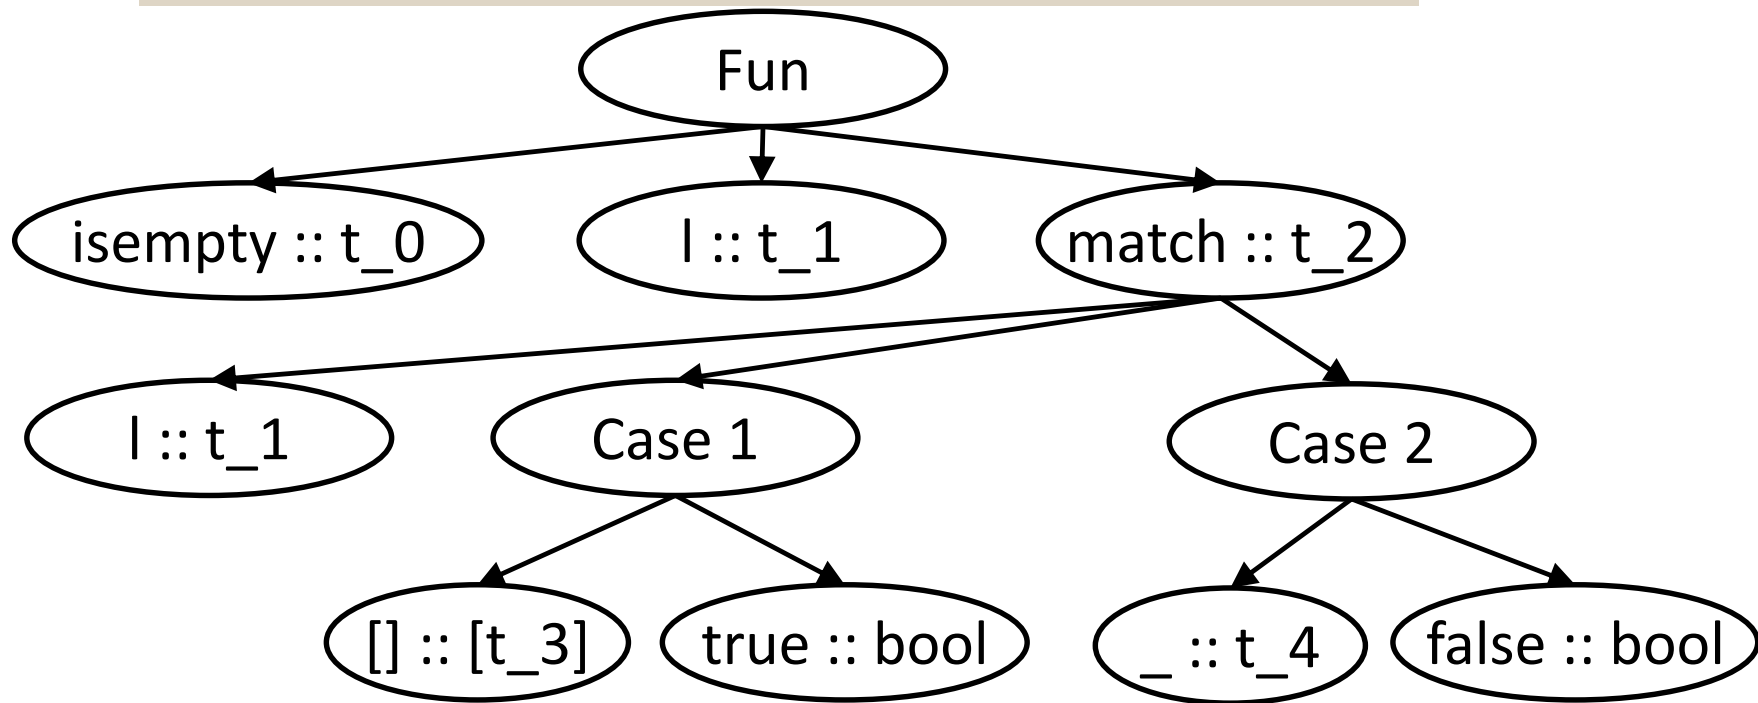 Fun
isempty :: t_0
l :: t_1
match :: t_2
l :: t_1
Case 1
Case 2
[] :: [t_3]
true :: bool
_ :: t_4
false :: bool